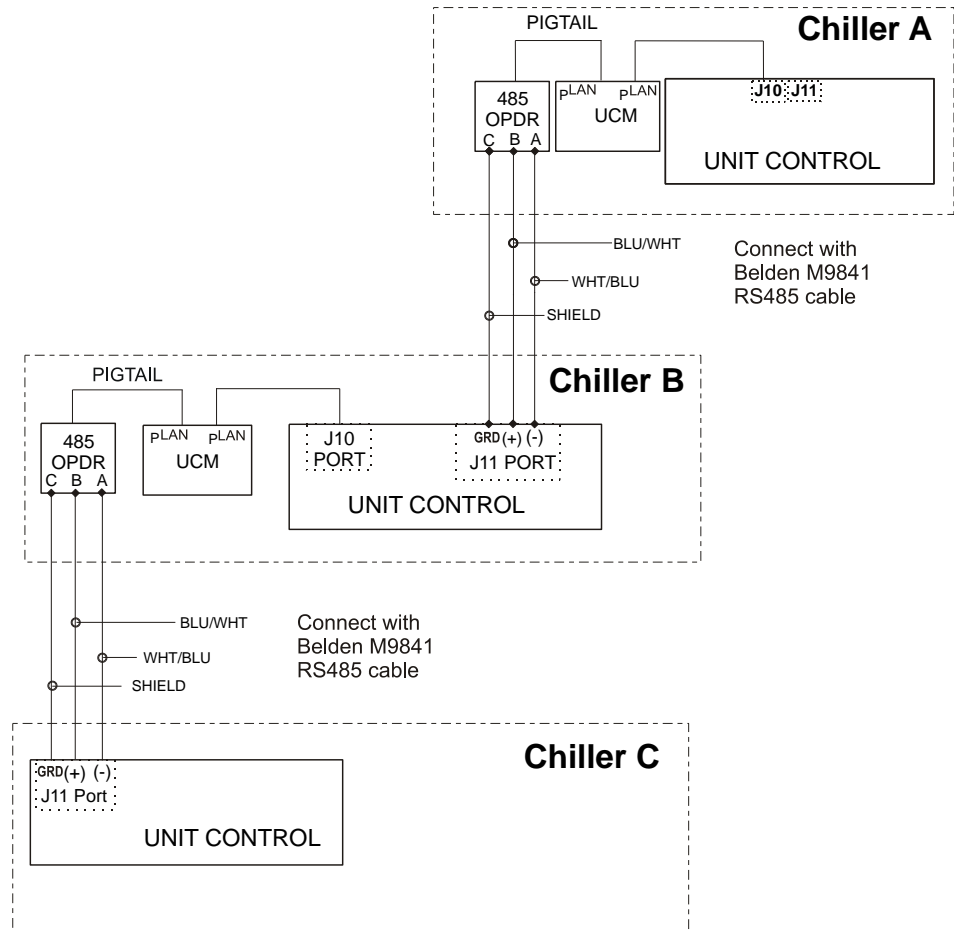 Chiller A
PIGTAIL
485
OPDR
C B A
pLAN pLAN
UCM
J10 J11
UNIT CONTROL
BLU/WHT
WHT/BLU
SHIELD
Connect with
Belden M9841
RS485 cable
Chiller B
PIGTAIL
485
OPDR
C B A
pLAN pLAN
UCM
J10
PORT
GRD (+) (-)
J11 PORT
UNIT CONTROL
BLU/WHT
WHT/BLU
SHIELD
Connect with
Belden M9841
RS485 cable
Chiller C
GRD (+) (-)
J11 Port
UNIT CONTROL